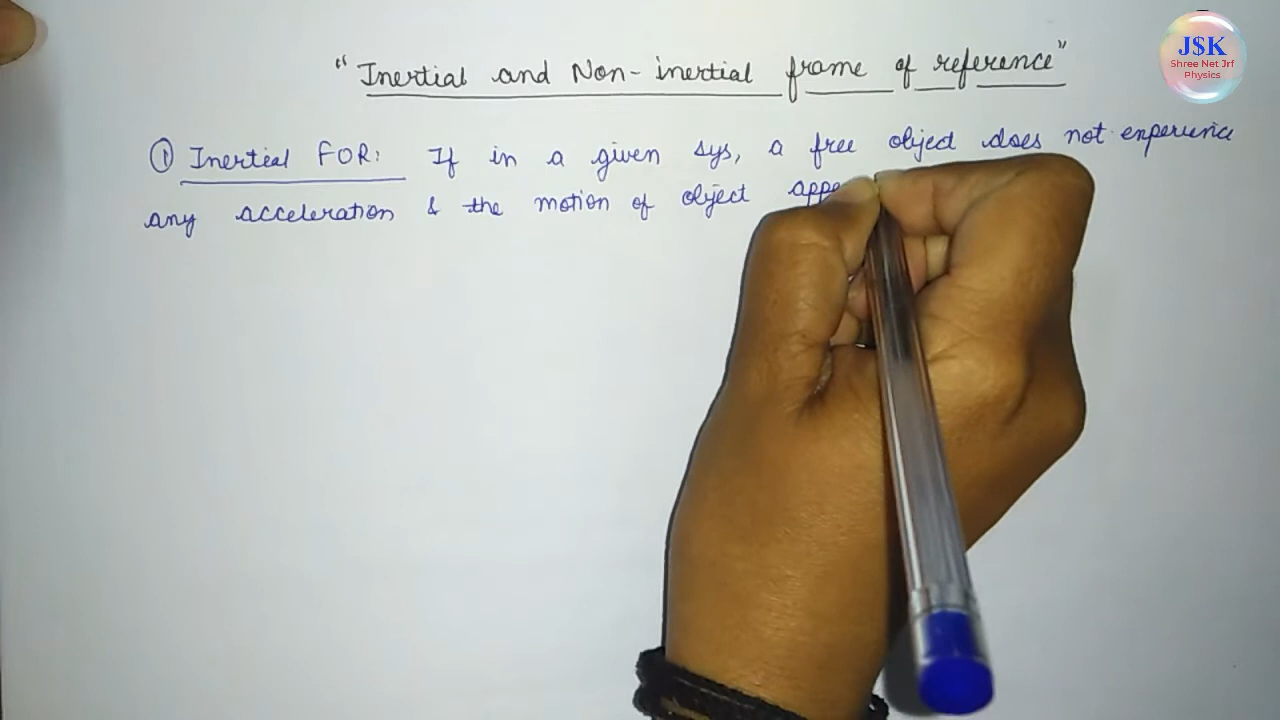 "Inertial and Non-inertial frame of reference"
① Inertial FOR: If in a given sys, a free object does not experience
any acceleration & the motion of object
J$K
Shree Net Jrf
Physics